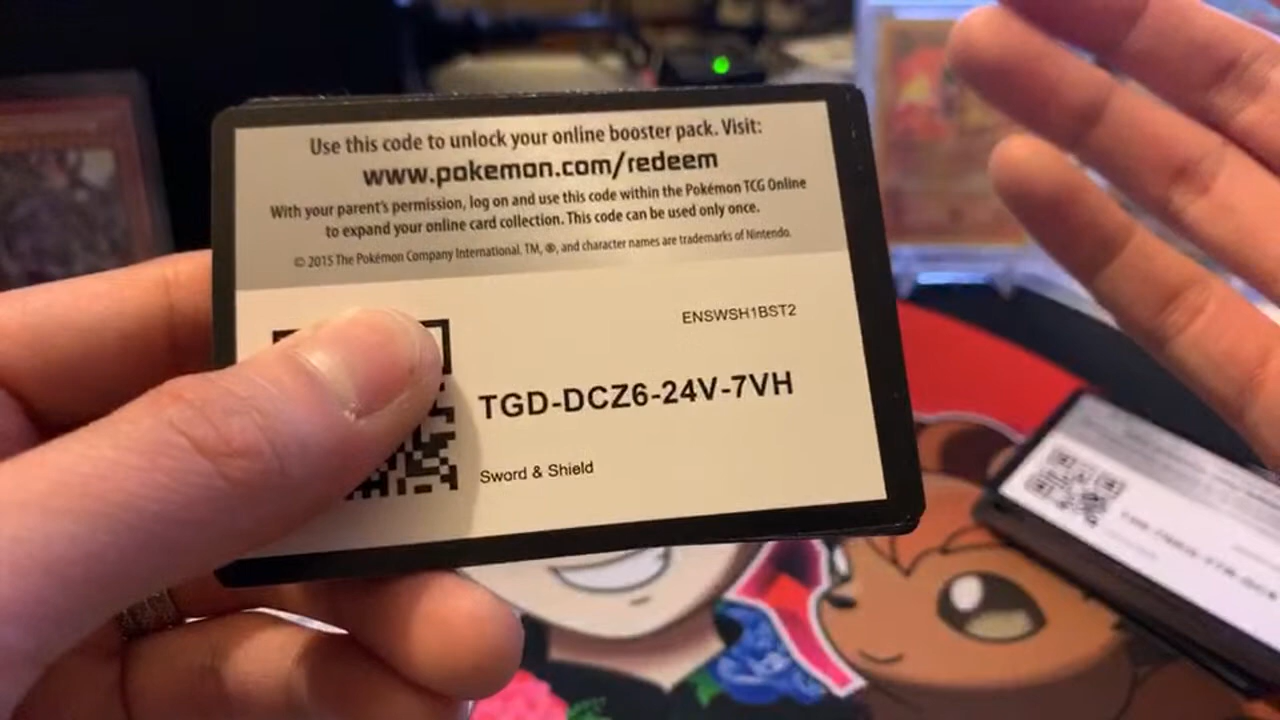 Use this code to unlock your online booster pack. Visit:
www.pokemon.com/redeem
With your parent's permission, log on and use this code within the Pokémon TCG Online
to expand your online card collection. This code can be used only once.
© 2015 The Pokémon Company International. TM, ®, and character names are trademarks of Nintendo.
ENSWSH1BST2
TGD-DCZ6-24V-7VH
Sword & Shield